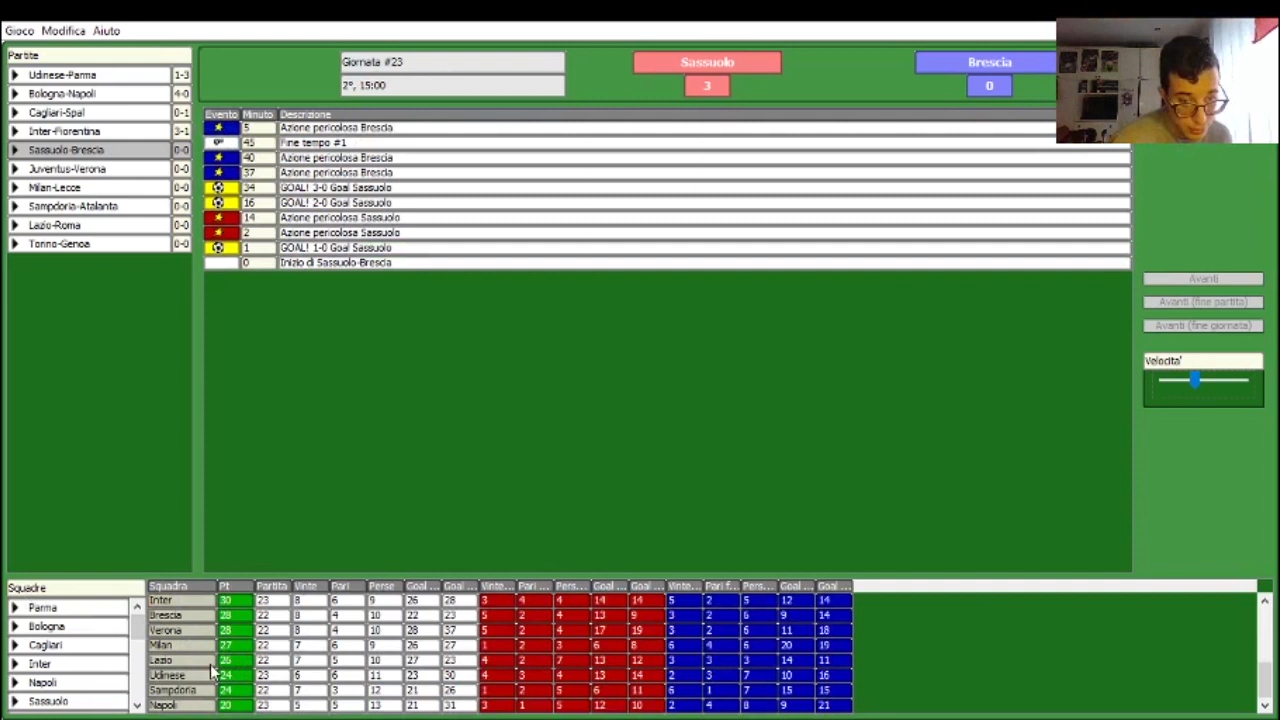 Gioco Modifica Aiuto
Partite
Udinese-Parma 1-3
Bologna-Napoli 4-0
Cagliari-Spal 0-1
Inter-Fiorentina 3-1
Sassuolo-Brescia 0-0
Juventus-Verona 0-0
Milan-Lecce 0-0
Sampdoria-Atalanta 0-0
Lazio-Roma 0-0
Torino-Genoa 0-0
Giornata #23
2°, 15:00
Sassuolo
3
Brescia
0
Evento Minuto Descrizione
5 Azione pericolosa Brescia
45 Fine tempo #1
40 Azione pericolosa Brescia
37 Azione pericolosa Brescia
34 GOAL! 3-0 Goal Sassuolo
16 GOAL! 2-0 Goal Sassuolo
14 Azione pericolosa Sassuolo
2 Azione pericolosa Sassuolo
1 GOAL! 1-0 Goal Sassuolo
0 Inizio di Sassuolo-Brescia
Avanti
Avanti (fine partita)
Avanti (fine giornata)
Velocita'
Squadre
Parma
Bologna
Cagliari
Inter
Napoli
Sassuolo
Squadra Pt Partita Vinte Pari Perse Goal ... Goal ... Vinte... Pari ... Pers... Goal ... Goal ... Vinte... Pari f... Pers... Goal ... Goal ...
Inter 30 23 8 6 9 26 28 3 4 4 14 14 5 2 5 12 14
Brescia 28 22 8 4 10 22 23 5 2 4 13 9 3 2 6 9 14
Verona 28 22 8 4 10 28 37 5 2 4 17 19 3 2 6 11 18
Milan 27 22 7 6 9 26 27 1 2 3 6 8 6 4 6 20 19
Lazio 26 22 7 5 10 27 23 4 2 7 13 12 3 3 3 14 11
Udinese 24 23 6 6 11 23 30 4 3 4 13 14 2 3 7 10 16
Sampdoria 24 22 7 3 12 21 26 1 2 5 6 11 6 1 7 15 15
Napoli 20 23 5 5 13 21 31 3 1 5 12 10 2 4 8 9 21